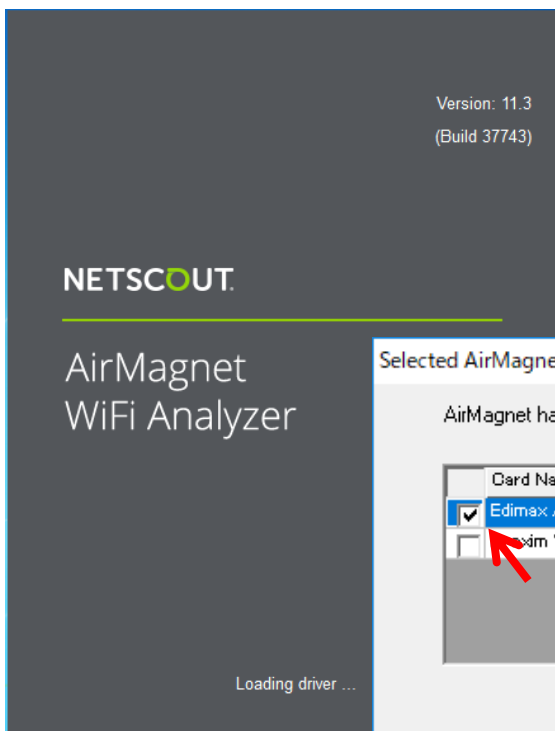 Version: 11.3
(Build 37743)
NETSCOUT.
AirMagnet
WiFi Analyzer
Selected AirMagne
AirMagnet ha
Card Na
Edimax
Loading driver ...